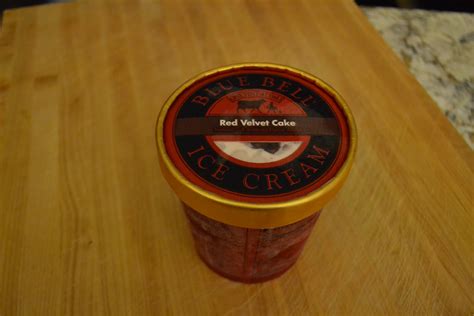 BLUE BELL
Red Velvet Cake
ICE CREAM